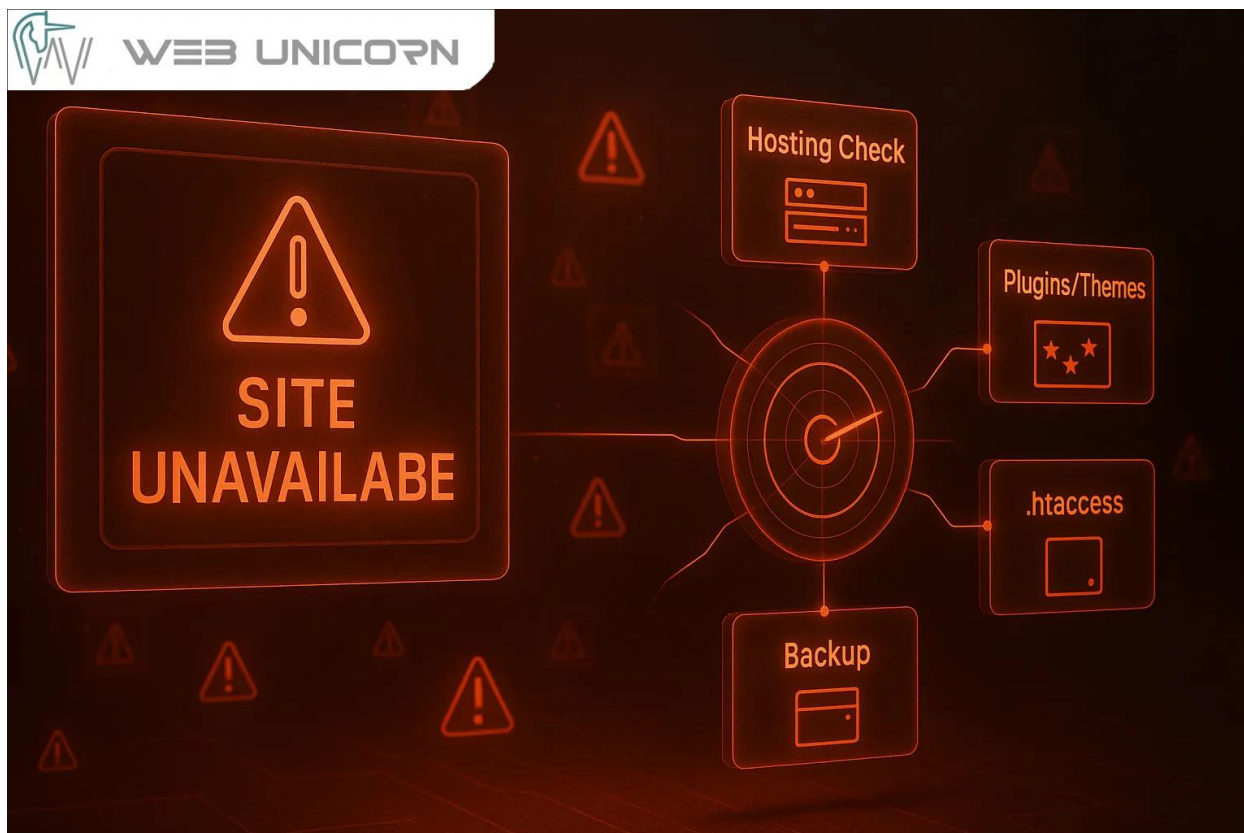 WEB UNICORN
SITE
UNAVAILABE
Hosting Check
Plugins/Themes
.htaccess
Backup